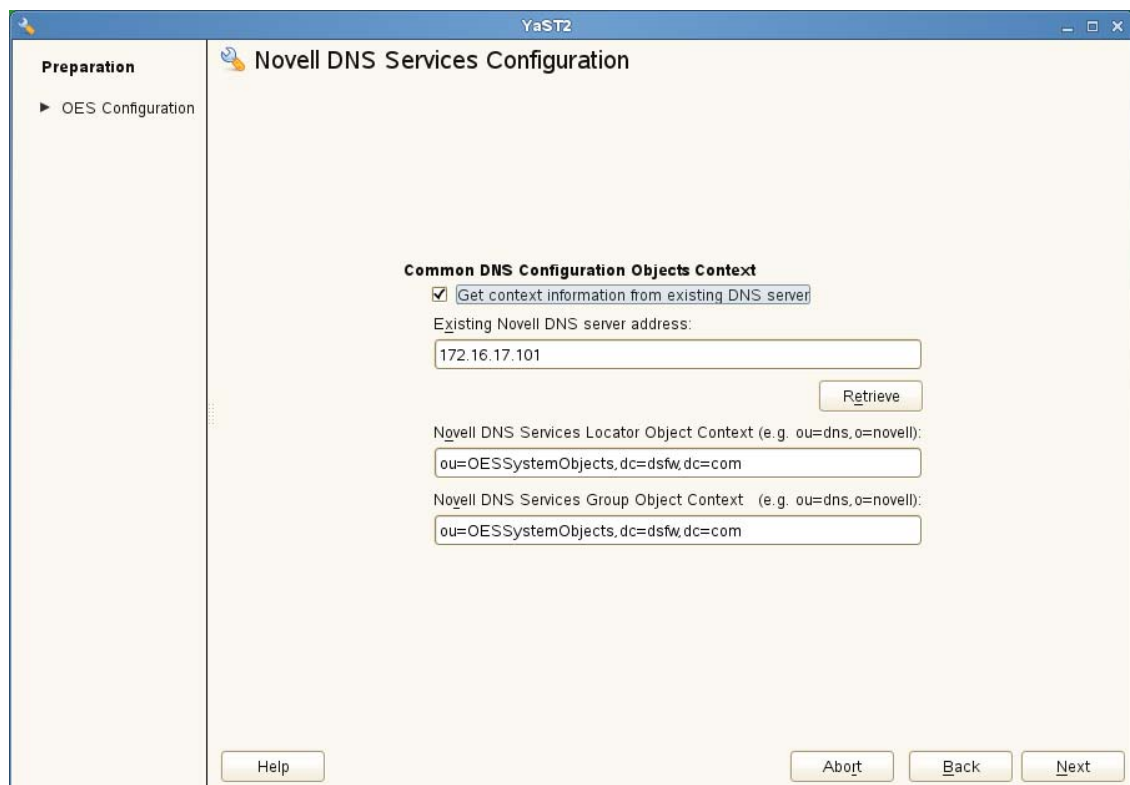 YaST2
Preparation
OES Configuration
Novell DNS Services Configuration
Common DNS Configuration Objects Context
Get context information from existing DNS server
Existing Novell DNS server address:
172.16.17.101
Retrieve
Novell DNS Services Locator Object Context (e.g. ou=dns,o=novell):
ou=OESSystemObjects,dc=dsfw,dc=com
Novell DNS Services Group Object Context (e.g. ou=dns,o=novell):
ou=OESSystemObjects,dc=dsfw,dc=com
Help
Abort
Back
Next